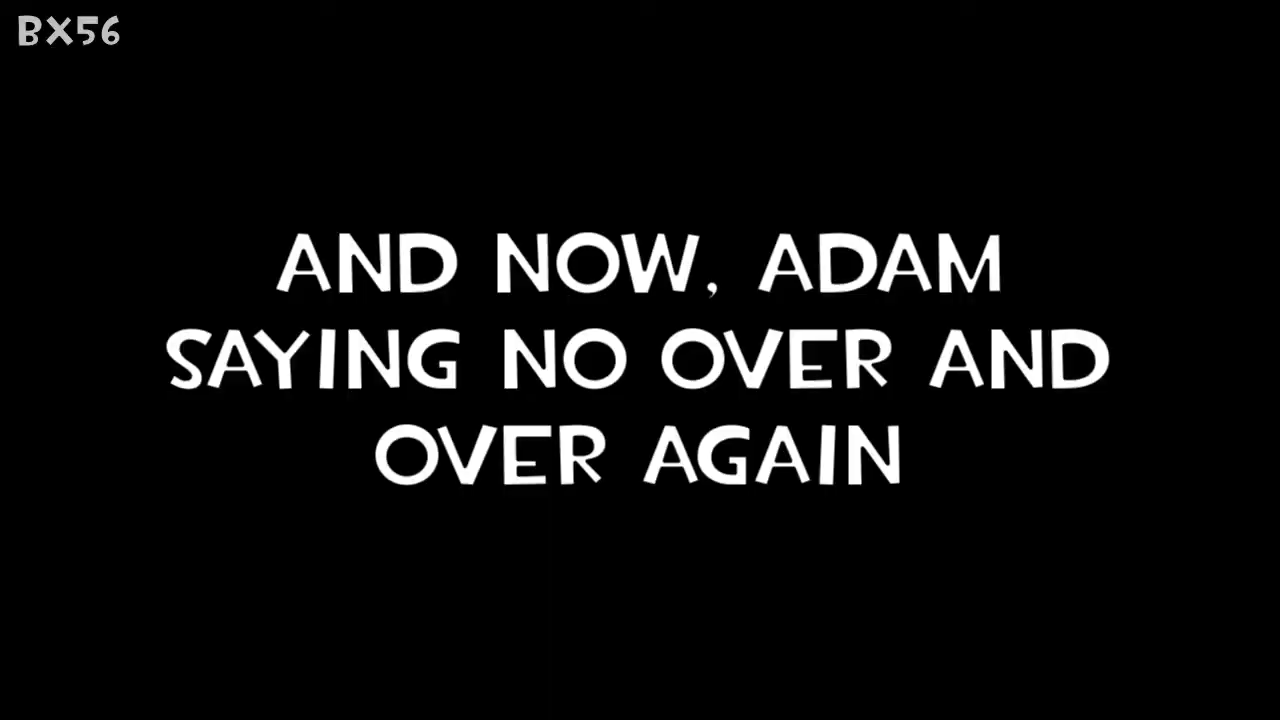 BX56
AND NOW, ADAM
SAYING NO OVER AND
OVER AGAIN